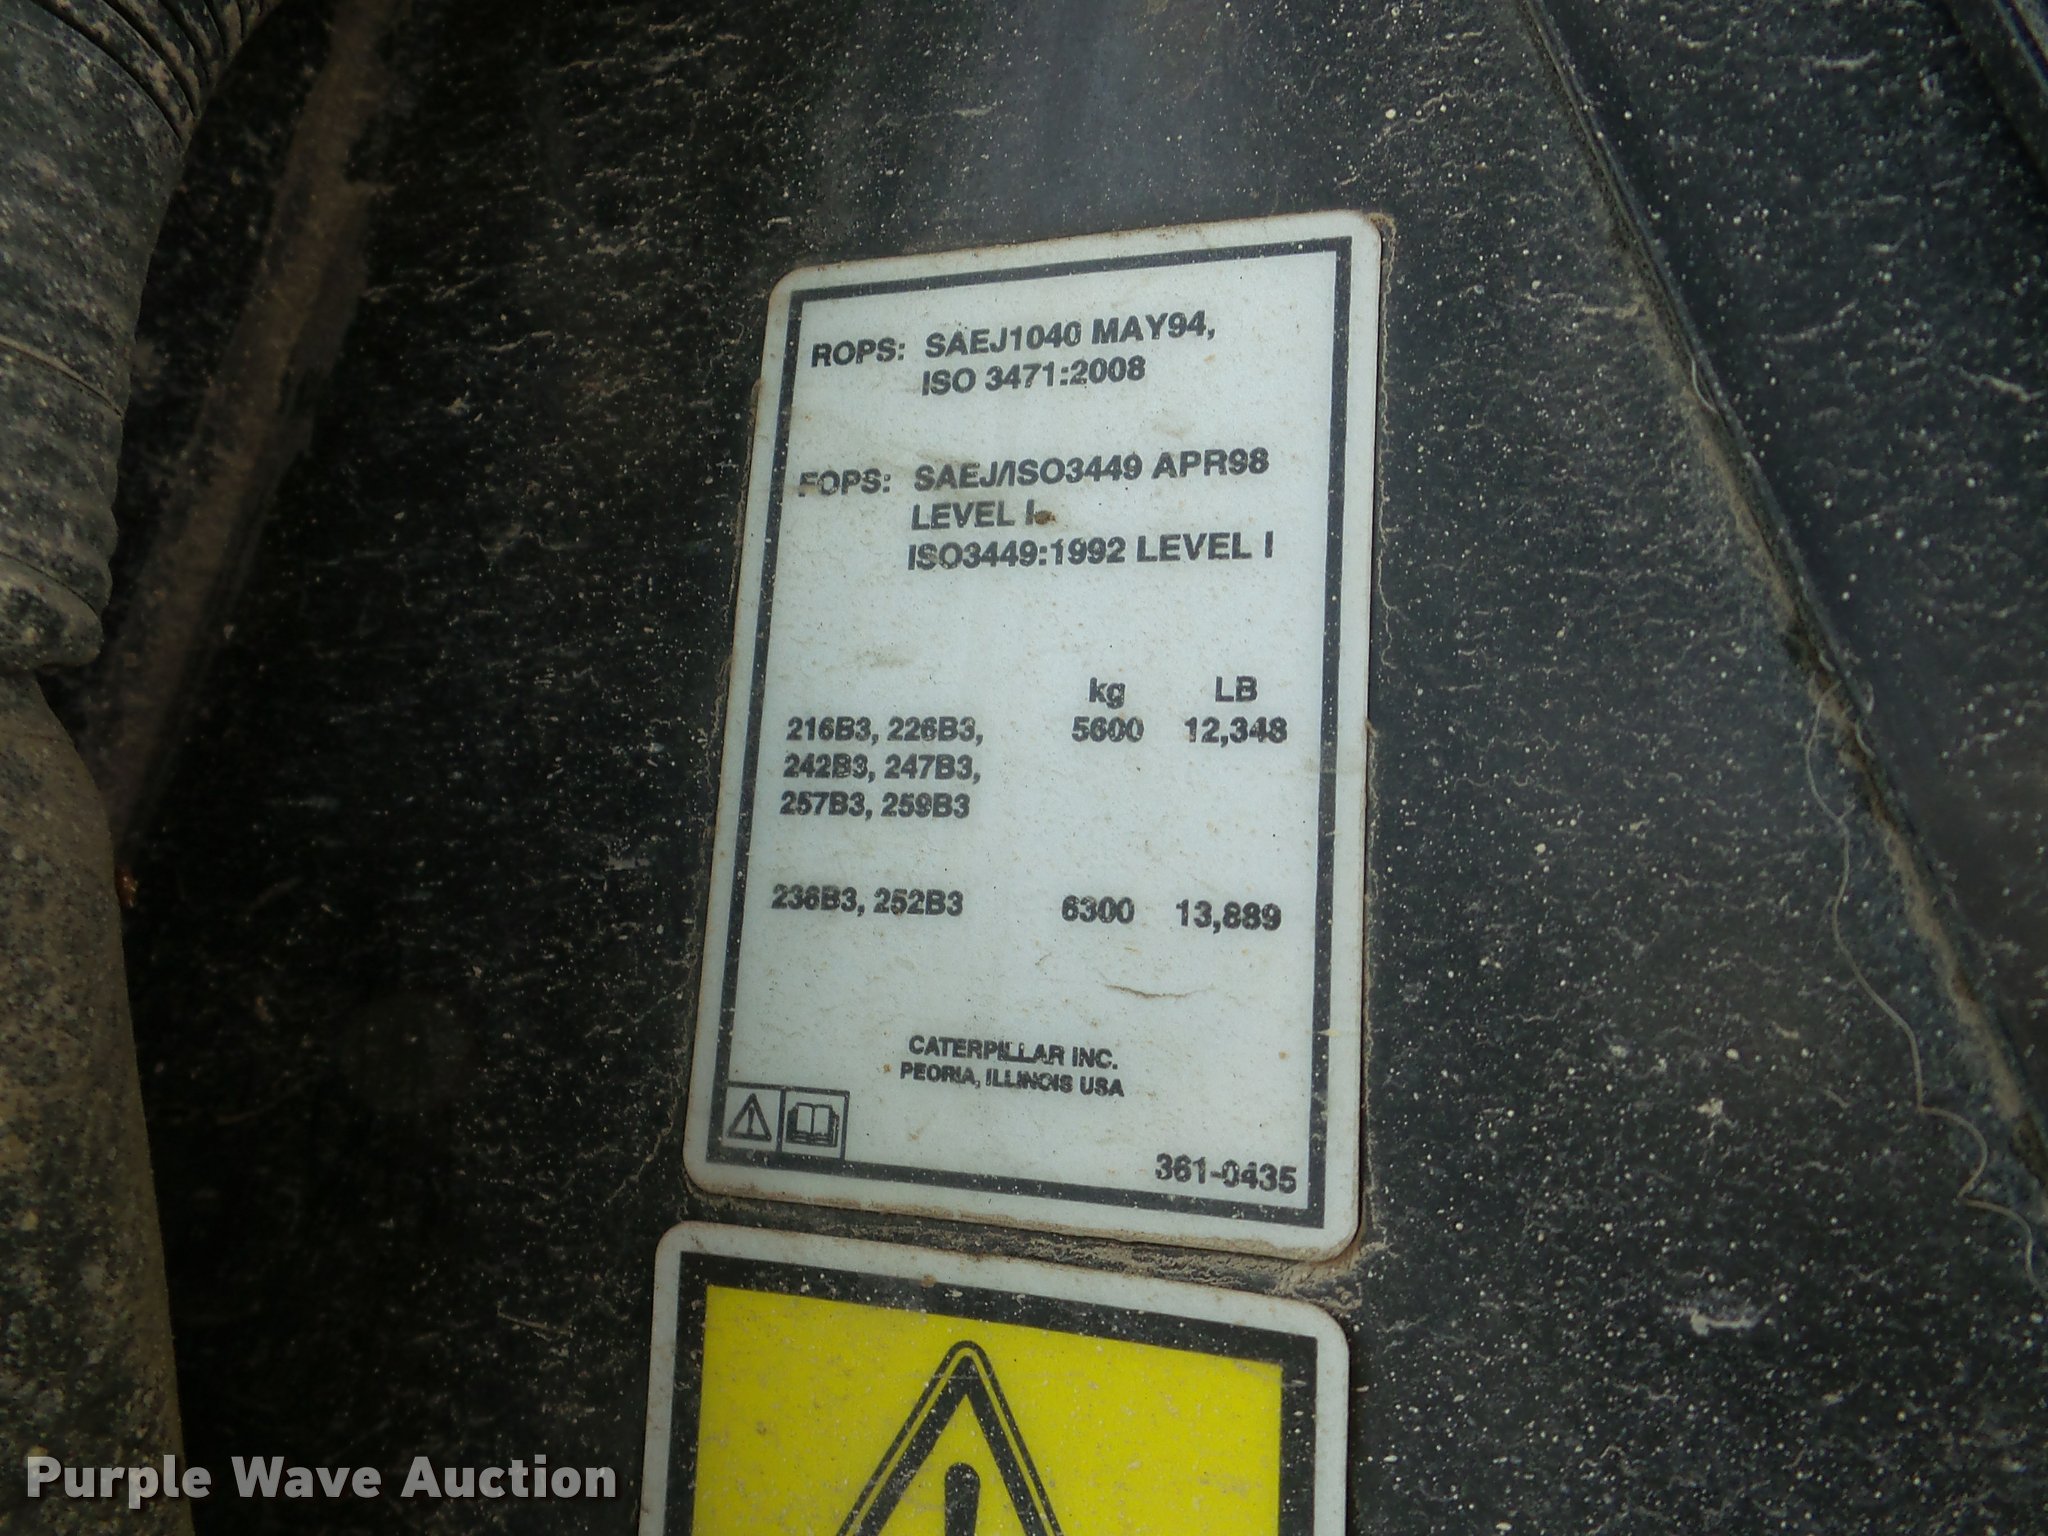 ROPS: SAEJ1040 MAY94,
ISO 3471:2008
FOPS: SAEJ/ISO3449 APR98
LEVEL I
ISO3449:1992 LEVEL I
kg LB
216B3, 226B3, 5600 12,348
242B3, 247B3,
257B3, 259B3
236B3, 252B3 6300 13,889
CATERPILLAR INC.
PEORIA, ILLINOIS USA
361-0435
Purple Wave Auction